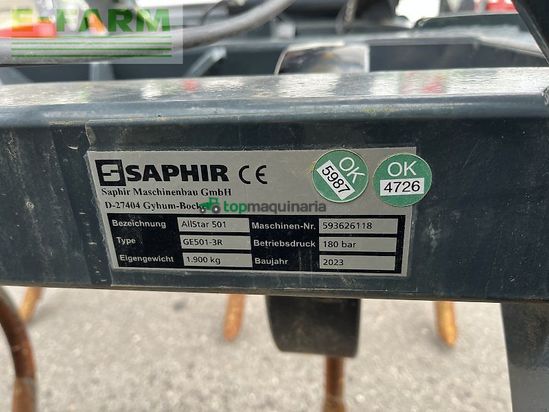 E-FARM
SAPHIR CE
Saphir Maschinenbau GmbH
D-27404 Gyhum-Bockel
topmaquinaria
OK
5987
OK
4726
Bezeichnung AllStar 501 Maschinen-Nr. 593626118
Type GE501-3R Betriebsdruck 180 bar
Eigengewicht 1.900 kg Baujahr 2023